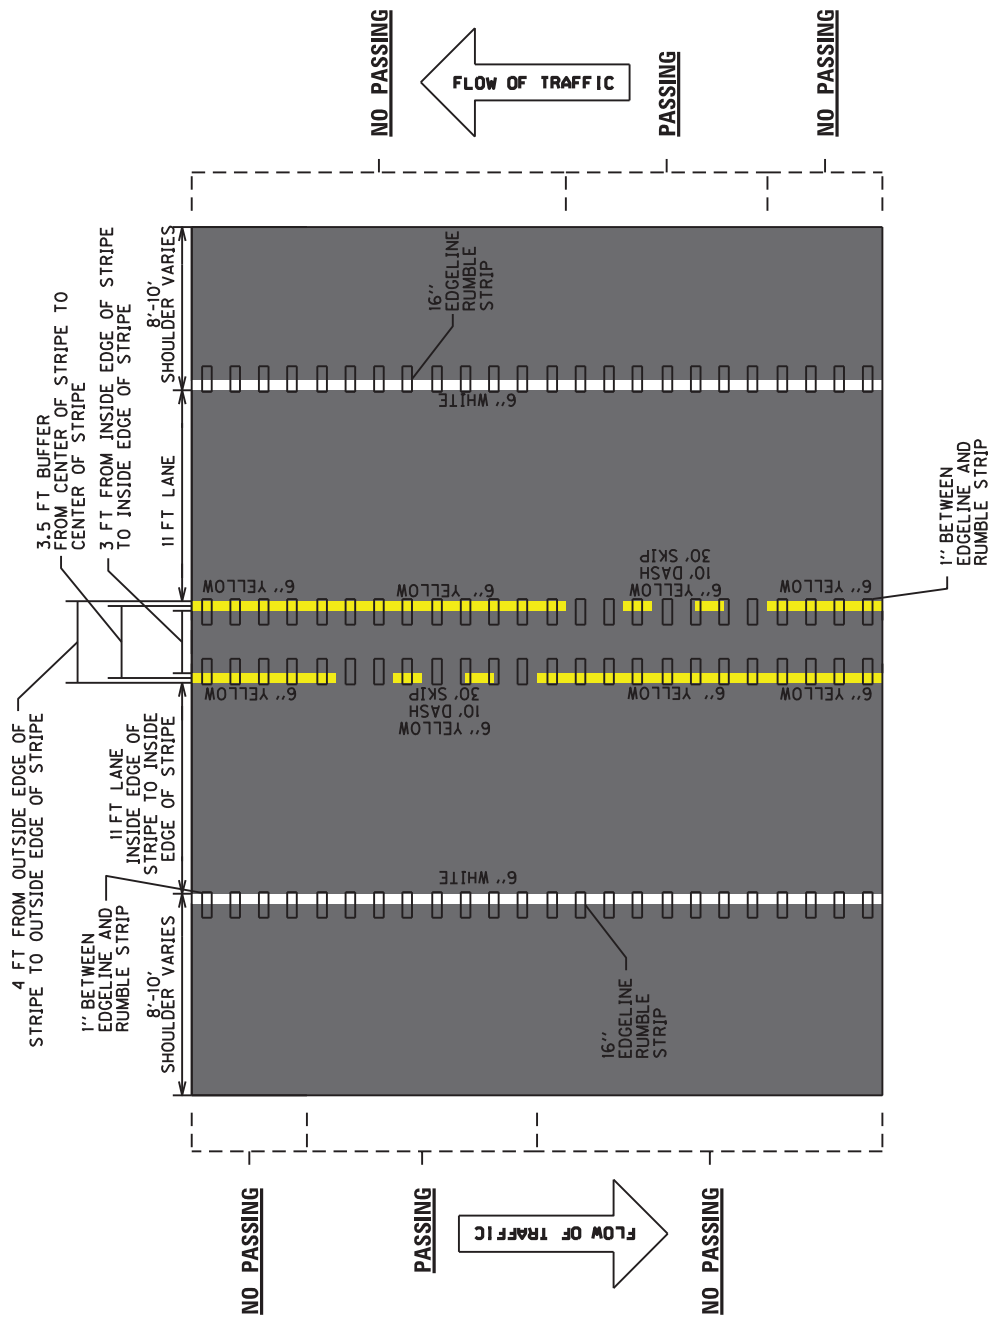 4 FT FROM OUTSIDE EDGE OF
STRIPE TO OUTSIDE EDGE OF STRIPE
3.5 FT BUFFER
FROM CENTER OF STRIPE TO
CENTER OF STRIPE
3 FT FROM INSIDE EDGE OF STRIPE
TO INSIDE EDGE OF STRIPE
1'' BETWEEN
EDGELINE AND
RUMBLE STRIP
8'-10'
SHOULDER VARIES
11 FT LANE
INSIDE EDGE OF
STRIPE TO INSIDE
EDGE OF STRIPE
11 FT LANE
8'-10'
SHOULDER VARIES
NO PASSING
PASSING
NO PASSING
FLOW OF TRAFFIC
16''
EDGELINE
RUMBLE
STRIP
6'' WHITE
6'' YELLOW
6'' YELLOW
10' DASH
30' SKIP
6'' YELLOW
6'' YELLOW
6'' YELLOW
6'' YELLOW
6'' YELLOW
10' DASH
30' SKIP
6'' YELLOW
6'' WHITE
16''
EDGELINE
RUMBLE
STRIP
1'' BETWEEN
EDGELINE AND
RUMBLE STRIP
NO PASSING
PASSING
NO PASSING
FLOW OF TRAFFIC